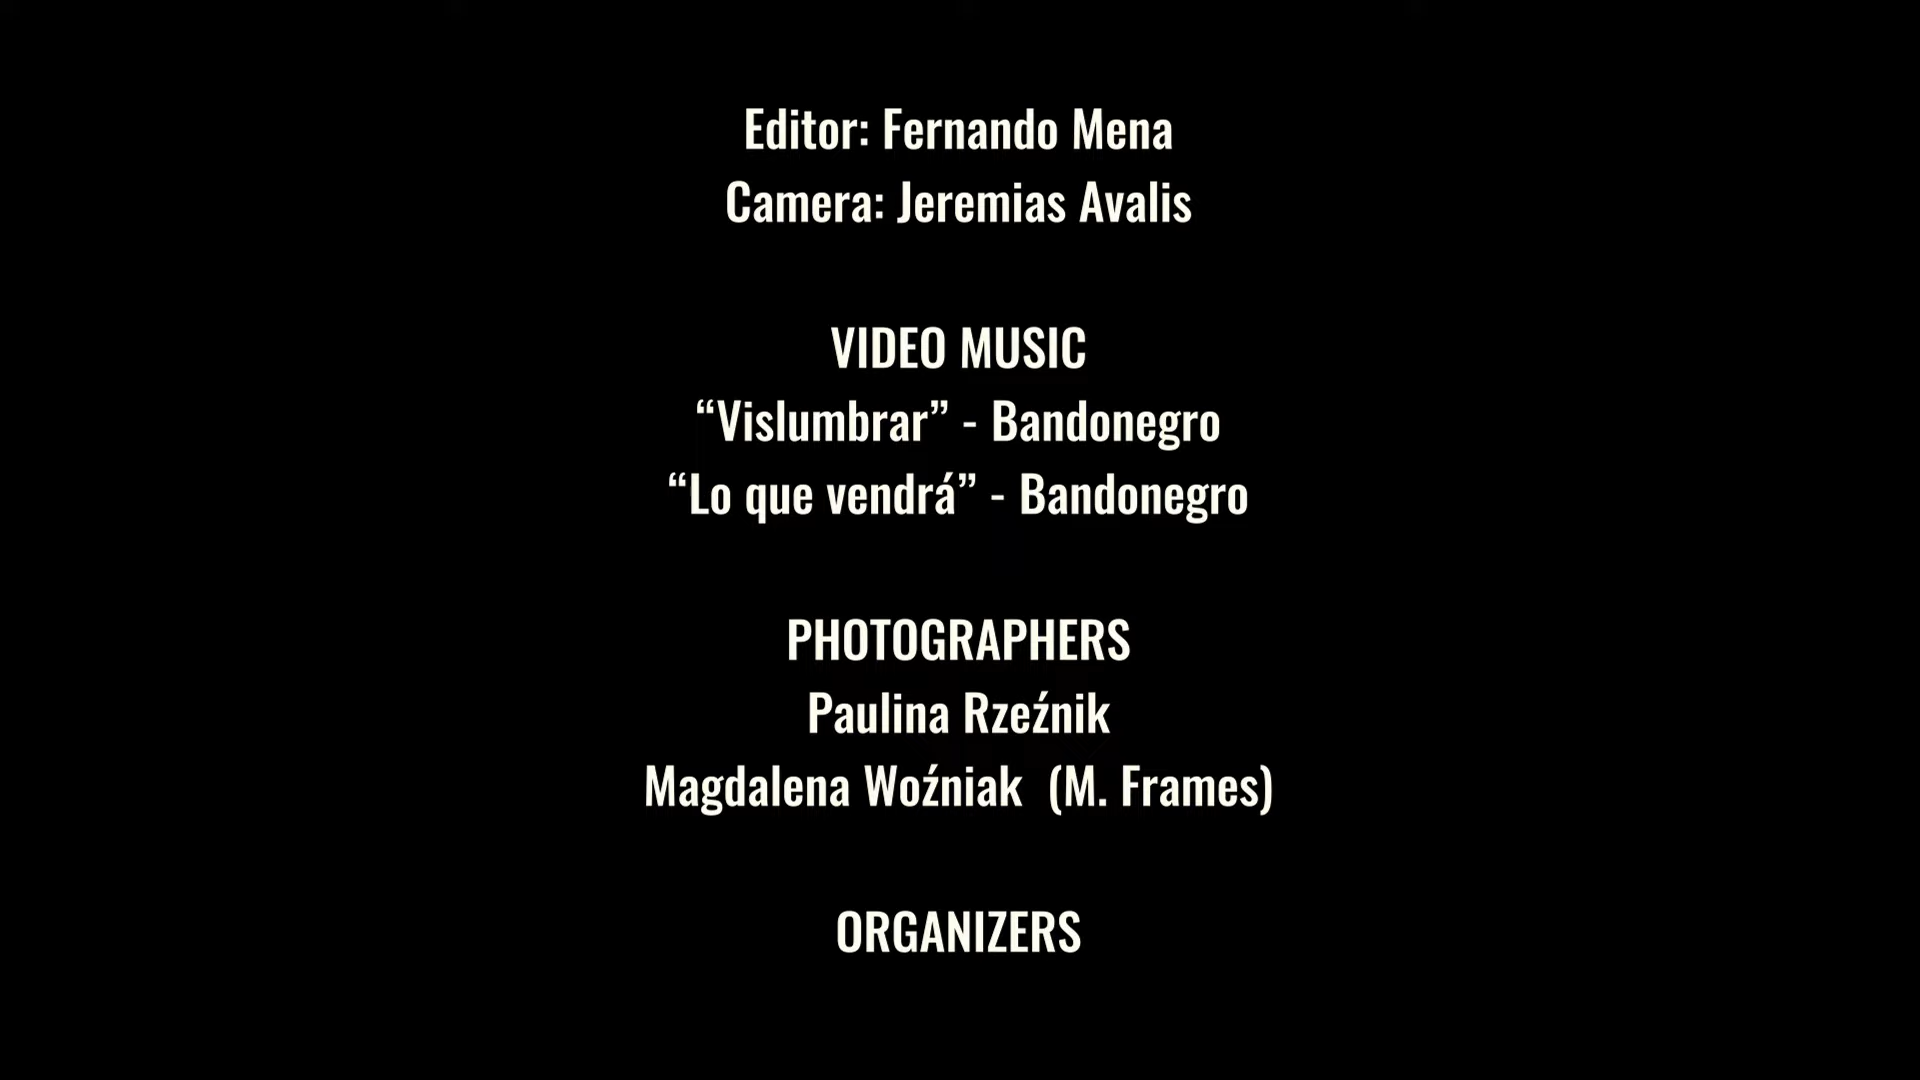 Editor: Fernando Mena
Camera: Jeremias Avalis
VIDEO MUSIC
“Vislumbrar” - Bandonegro
“Lo que vendrá” - Bandonegro
PHOTOGRAPHERS
Paulina Rzeźnik
Magdalena Woźniak  (M. Frames)
ORGANIZERS